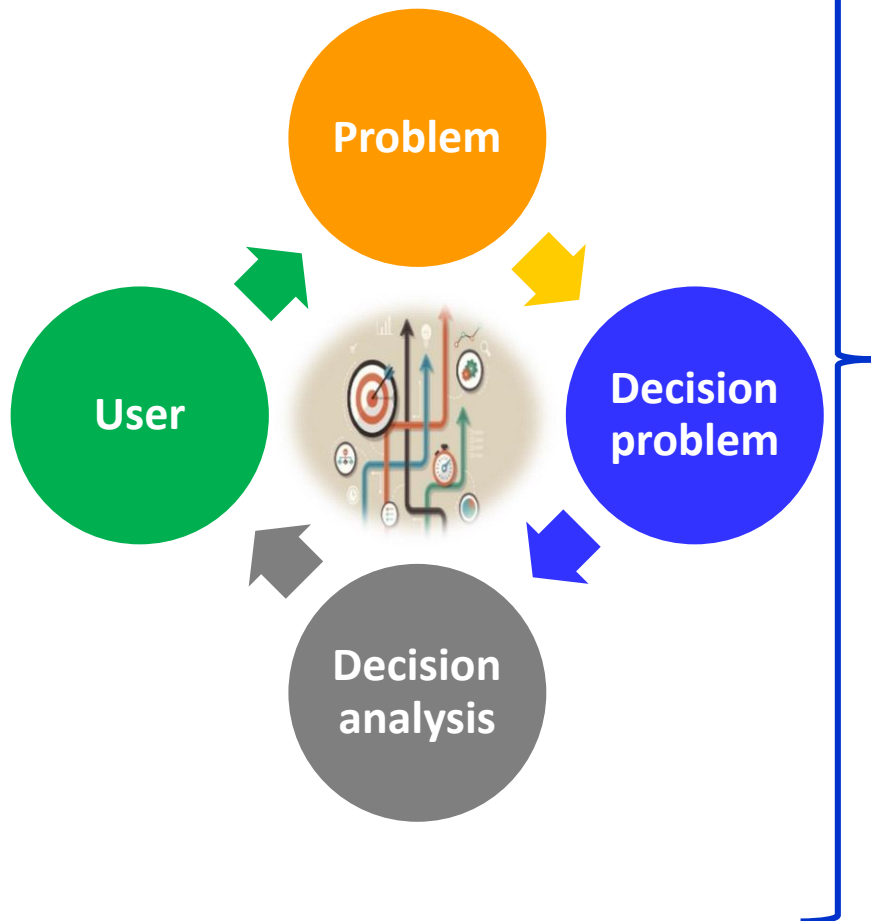 Problem
Decision
problem
User
Decision
analysis